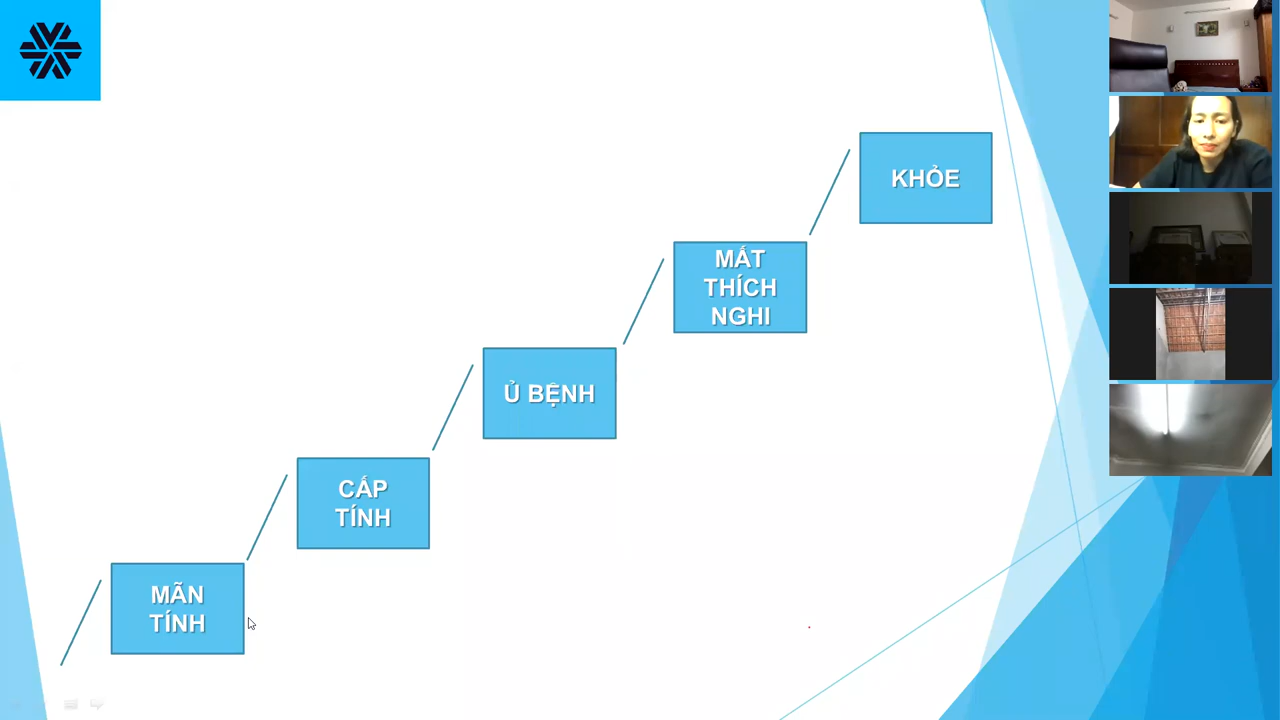 KHỎE
MẤT
THÍCH
NGHI
Ủ BỆNH
CẤP
TÍNH
MÃN
TÍNH